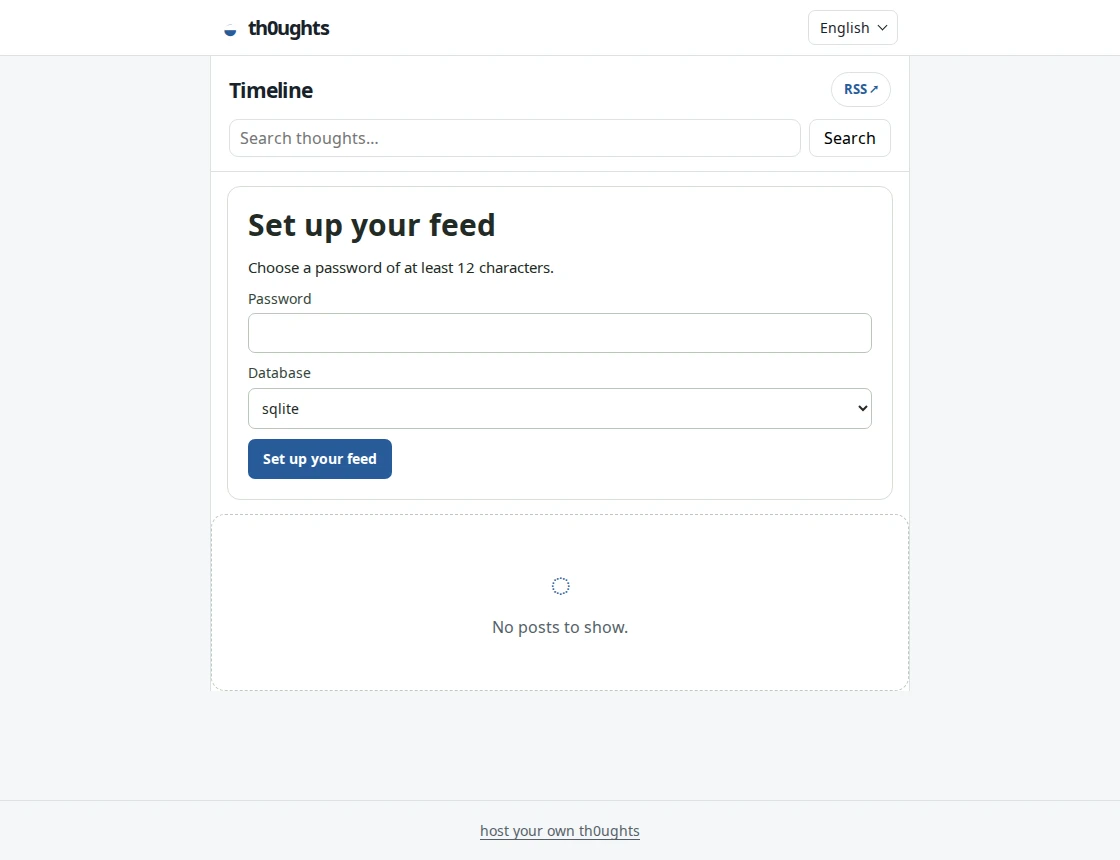 th0ughts
English
Timeline
RSS↗
Search thoughts...
Search
Set up your feed
Choose a password of at least 12 characters.
Password
Database
sqlite
Set up your feed
No posts to show.
host your own th0ughts